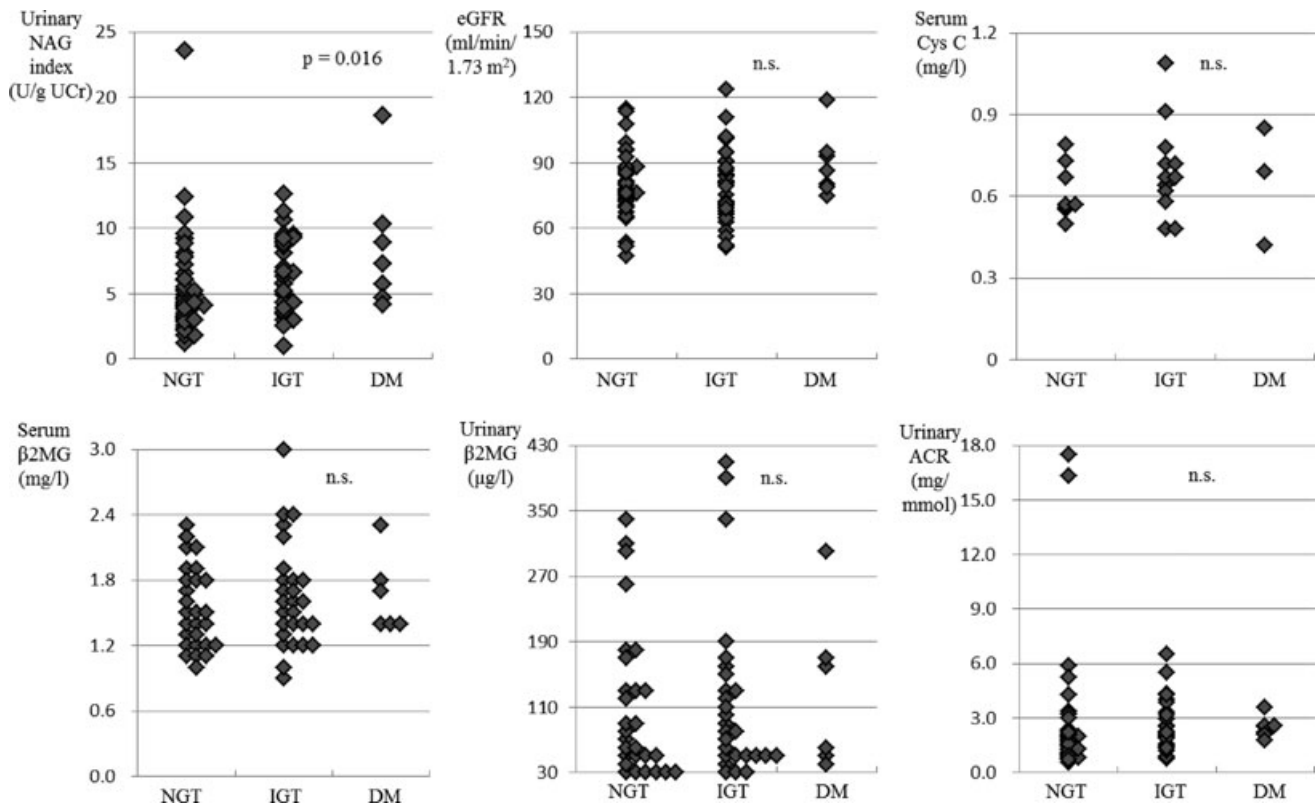 Urinary
NAG
index
(U/g UCr)
25
20
15
10
5
0
p = 0.016
NGT
IGT
DM
eGFR
(ml/min/
1.73 m²)
150
120
90
60
30
0
n.s.
NGT
IGT
DM
Serum
Cys C
(mg/l)
1.2
0.9
0.6
0.3
0
n.s.
NGT
IGT
DM
Serum
β2MG
(mg/l)
3.0
2.4
1.8
1.2
0.6
0.0
n.s.
NGT
IGT
DM
Urinary
β2MG
(μg/l)
430
350
270
190
110
30
n.s.
NGT
IGT
DM
Urinary
ACR
(mg/
mmol)
18.0
15.0
12.0
9.0
6.0
3.0
0.0
n.s.
NGT
IGT
DM